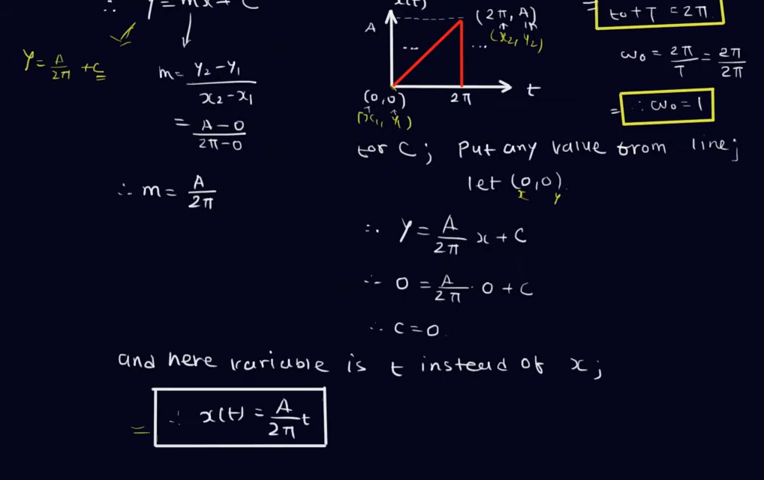 ∴ y = mx + C
Y = A/2π + C
m = Y2 - Y1 / x2 - x1
= A - 0 / 2π - 0
∴ m = A/2π
x(t)
A
(2π, A)
(x2, Y2)
... ...
(0,0)
(x1, Y1)
2π
t
= to + T = 2π
ω0 = 2π/T = 2π/2π
= ∴ ω0 = 1
for C; Put any value from line;
let (0,0)
x y
∴ Y = A/2π x + C
∴ 0 = A/2π · 0 + C
∴ C = 0
and here variable is t instead of x;
= ∴ x(t) = A/2π t